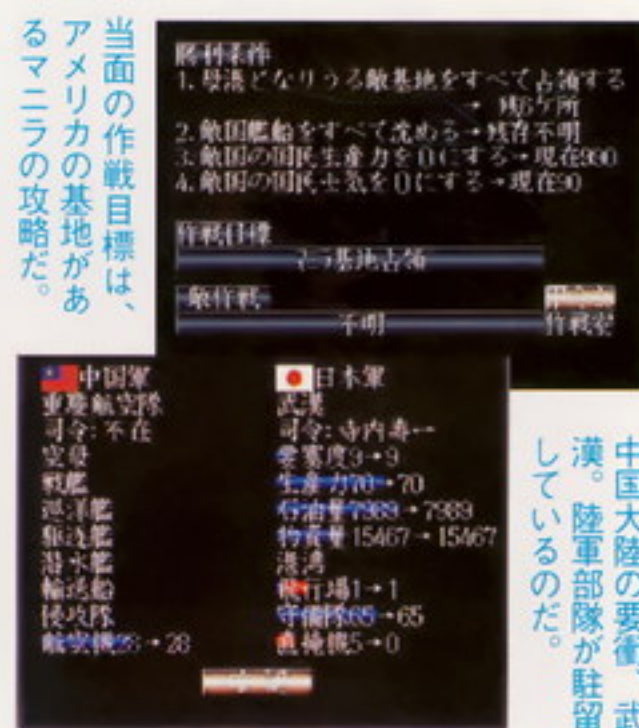 当面の作戦目標は、
アメリカの基地があ
るマニラの攻略だ。
勝利条件
1. 母港となりうる敵基地をすべて占領する
→ 残6ケ所
2. 敵国艦船をすべて沈める→残存不明
3. 敵国の国民生産力を0にする→現在990
4. 敵国の国民士気を0にする→現在90
作戦目標
マニラ基地占領
敵作戦
不明
作戦室
中国軍
重慶航空隊
司令:不在
空母
戦艦
巡洋艦
駆逐艦
潜水艦
輸送船
侵攻隊
航空機28→28
日本軍
武漢
司令:寺内寿一
重要度9→9
生産力70→70
石油量7989→7989
物資量15467→15467
港湾
飛行場1→1
守備隊65→65
直掩機5→0
中国大陸の要衝、武
漢。陸軍部隊が駐留
しているのだ。